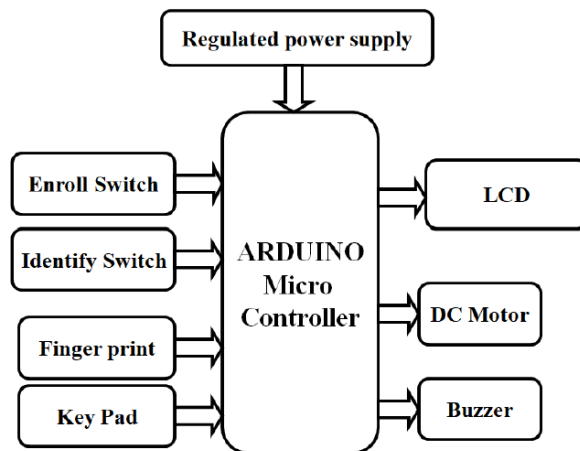 Regulated power supply
Enroll Switch
Identify Switch
Finger print
Key Pad
ARDUINO
Micro
Controller
LCD
DC Motor
Buzzer